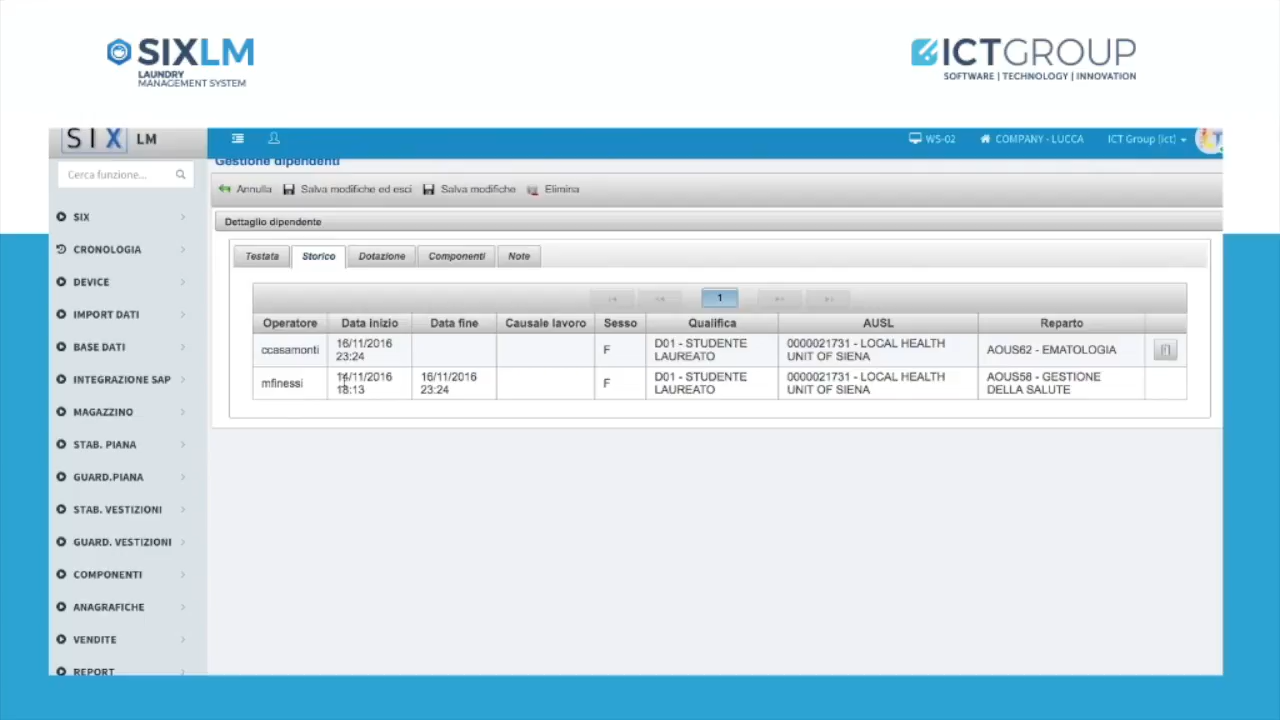 SIXLM
LAUNDRY
MANAGEMENT SYSTEM
ICTGROUP
SOFTWARE | TECHNOLOGY | INNOVATION
SIX LM
WS-02
COMPANY - LUCCA
ICT Group (ict)
Cerca funzione...
Gestione dipendenti
Annulla Salva modifiche ed esci Salva modifiche Elimina
Dettaglio dipendente
Testata Storico Dotazione Componenti Note
1
Operatore Data inizio Data fine Causale lavoro Sesso Qualifica AUSL Reparto
ccasamonti 16/11/2016 23:24 F D01 - STUDENTE LAUREATO 0000021731 - LOCAL HEALTH UNIT OF SIENA AOUS62 - EMATOLOGIA
mfinessi /11/2016 :13 16/11/2016 23:24 F D01 - STUDENTE LAUREATO 0000021731 - LOCAL HEALTH UNIT OF SIENA AOUS58 - GESTIONE DELLA SALUTE
SIX
CRONOLOGIA
DEVICE
IMPORT DATI
BASE DATI
INTEGRAZIONE SAP
MAGAZZINO
STAB. PIANA
GUARD.PIANA
STAB. VESTIZIONI
GUARD. VESTIZIONI
COMPONENTI
ANAGRAFICHE
VENDITE
REPORT